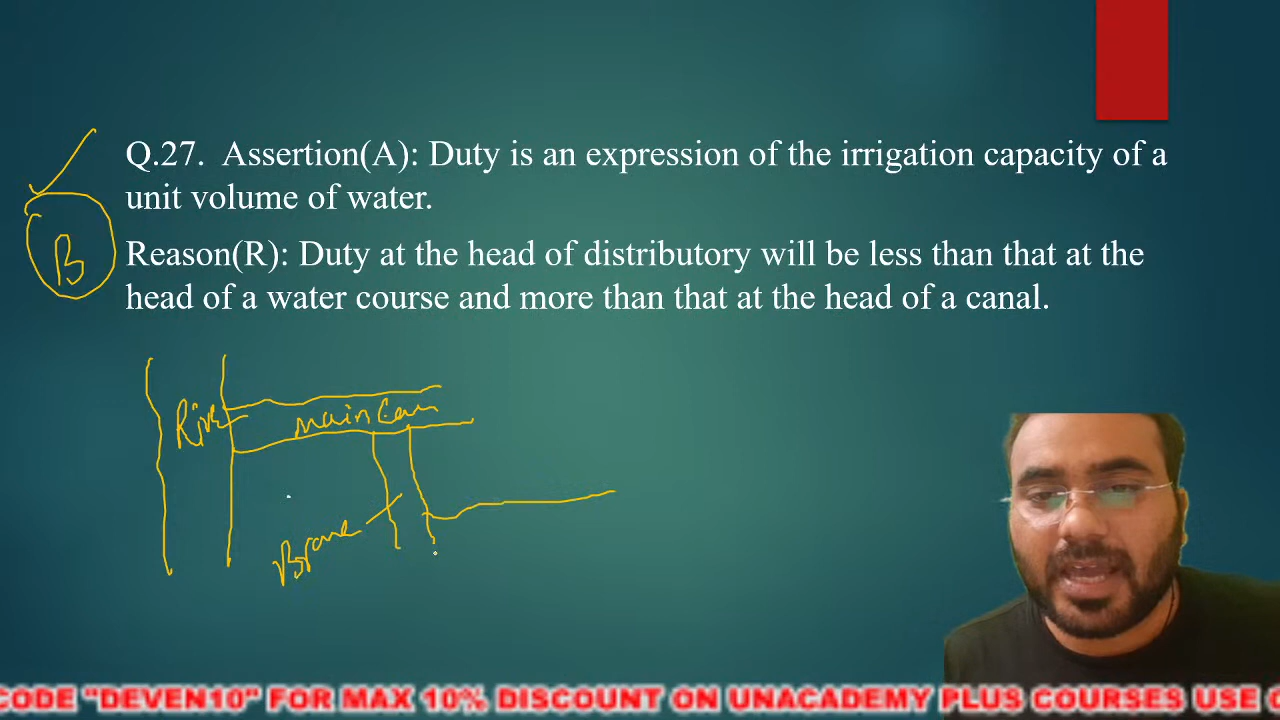 Q.27. Assertion(A): Duty is an expression of the irrigation capacity of a
unit volume of water.
B
Reason(R): Duty at the head of distributory will be less than that at the
head of a water course and more than that at the head of a canal.
River
Main Can
CODE "DEVEN10" FOR MAX 10% DISCOUNT ON UNACADEMY PLUS COURSES USE